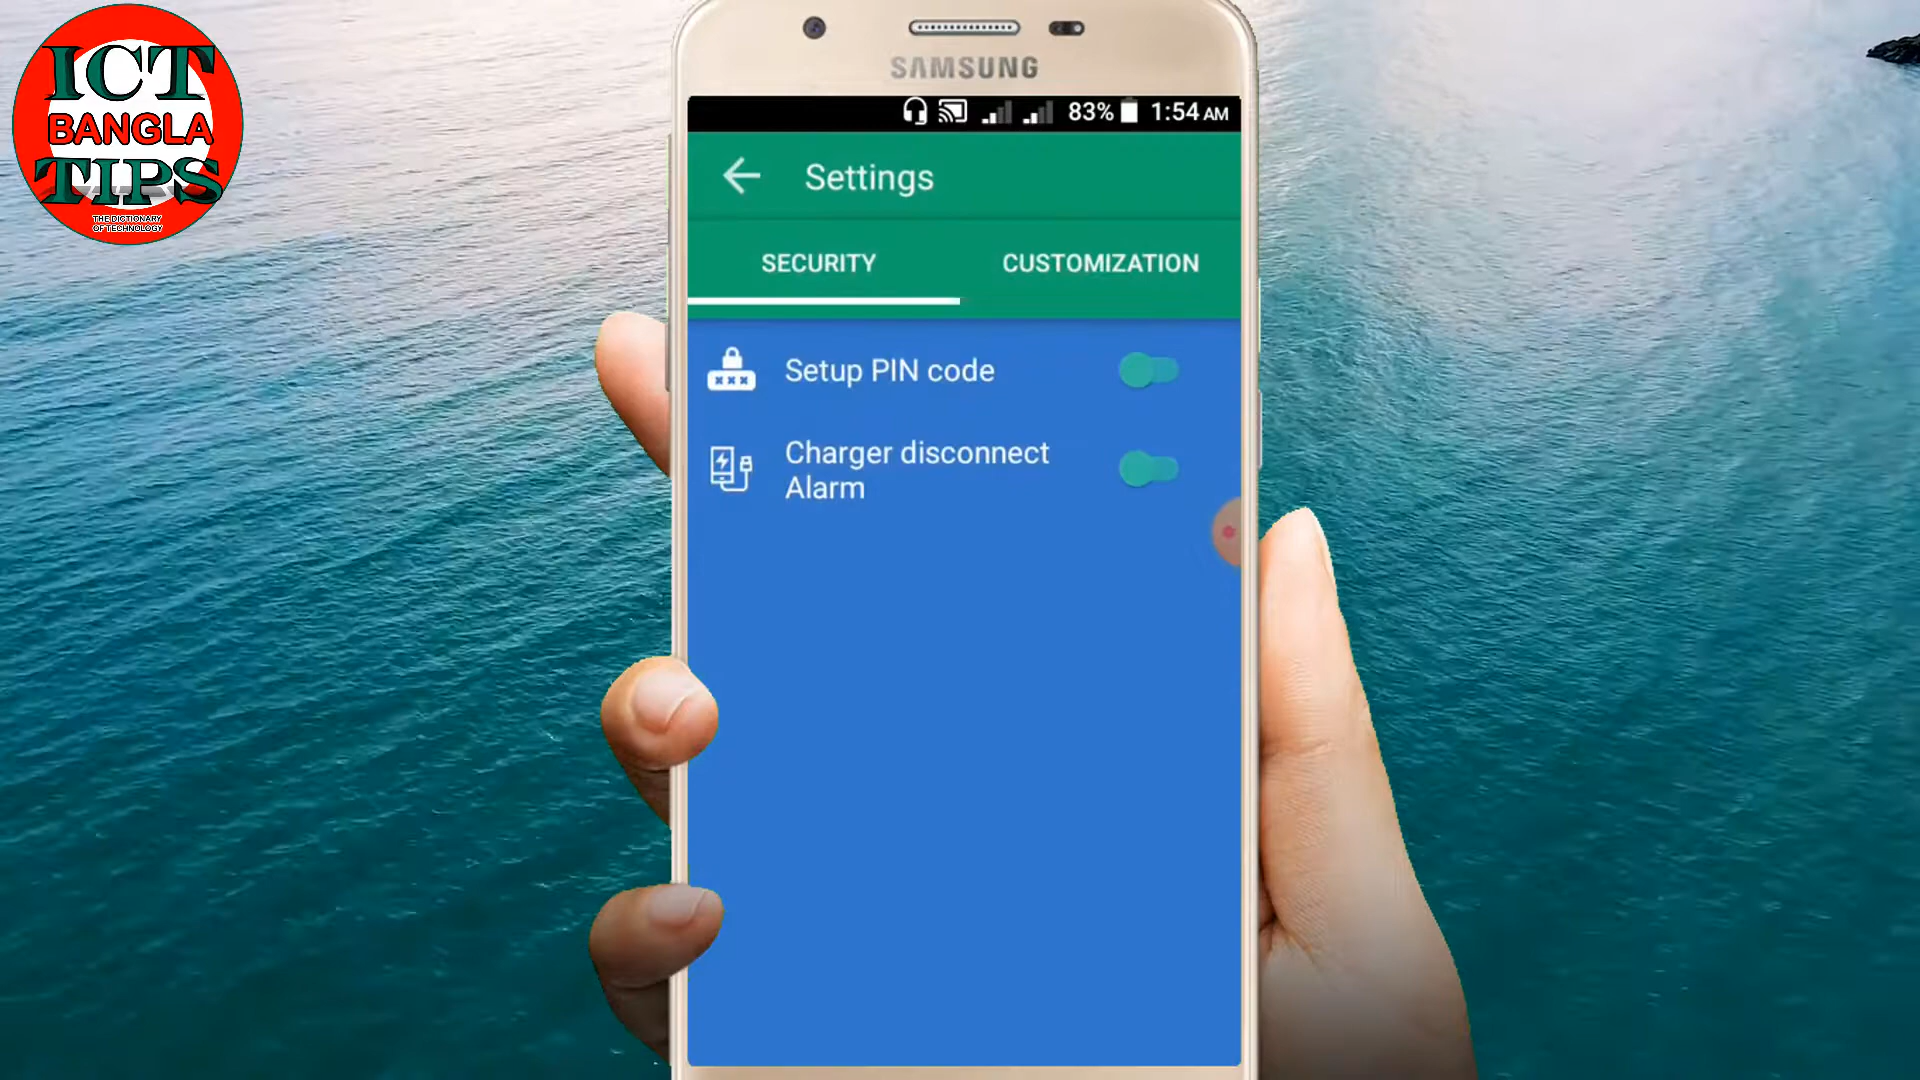 ICT
BANGLA
TIPS
THE DICTIONARY
OF TECHNOLOGY
SAMSUNG
83% 1:54 AM
Settings
SECURITY CUSTOMIZATION
Setup PIN code
Charger disconnect
Alarm